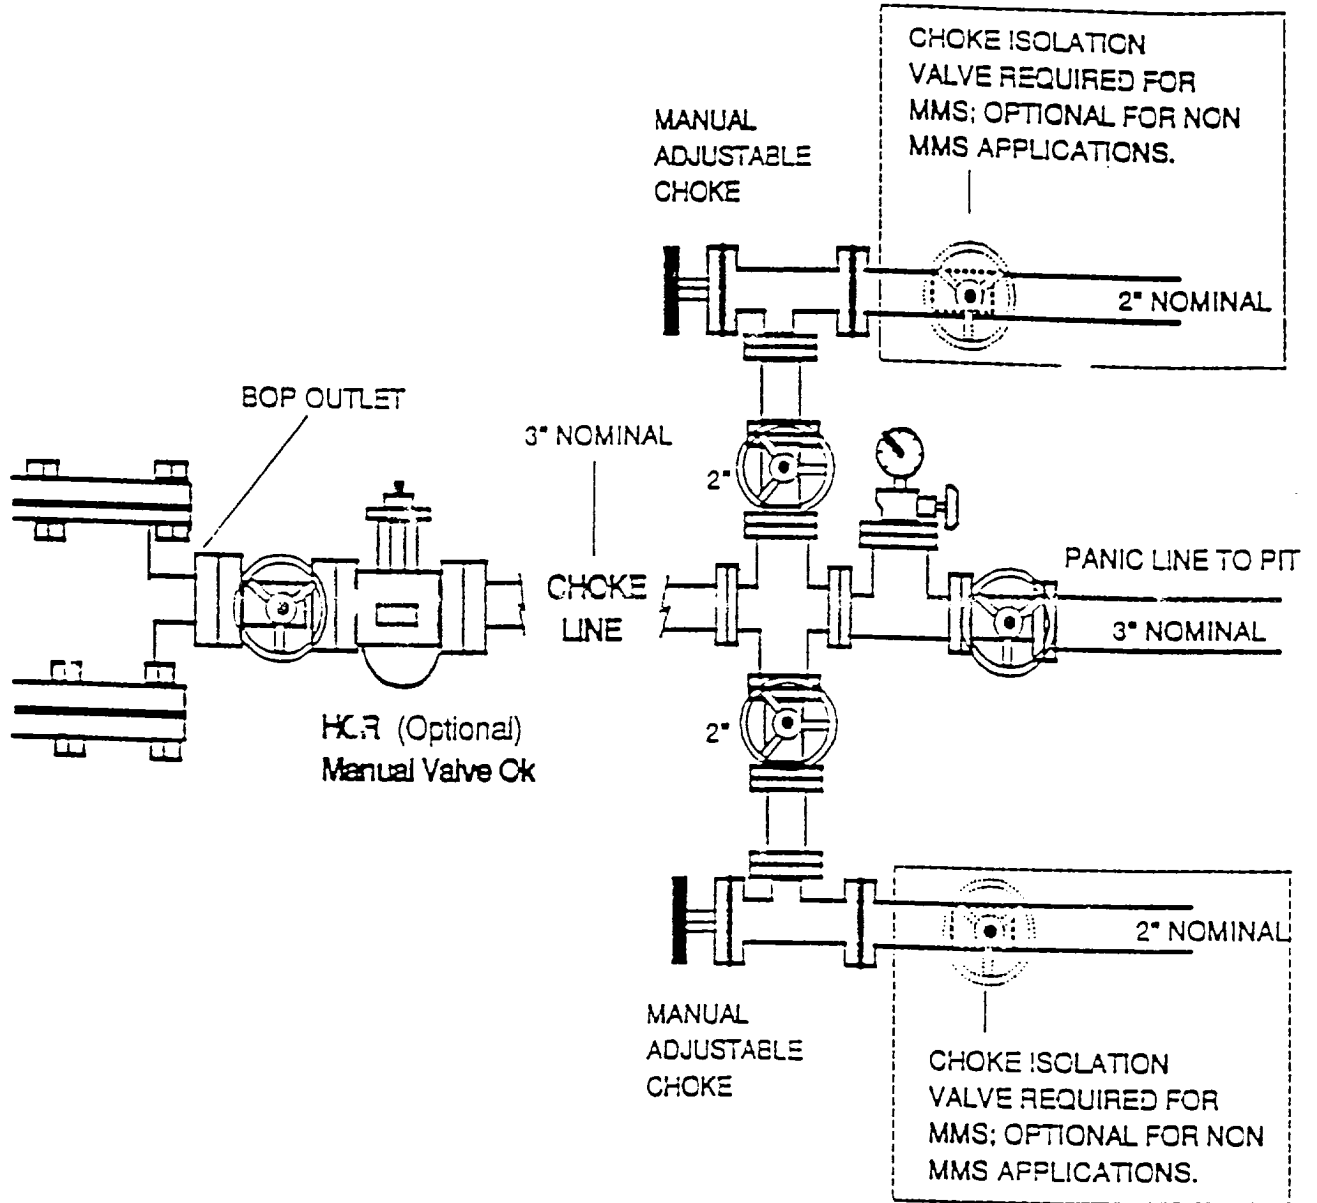 CHOKE ISOLATION
VALVE REQUIRED FOR
MMS; OPTIONAL FOR NON
MMS APPLICATIONS.
MANUAL
ADJUSTABLE
CHOKE
2" NOMINAL
BOP OUTLET
3" NOMINAL
2"
PANIC LINE TO PIT
CHOKE
LINE
3" NOMINAL
HCR (Optional)
Manual Valve Ok
2"
2" NOMINAL
MANUAL
ADJUSTABLE
CHOKE
CHOKE ISOLATION
VALVE REQUIRED FOR
MMS; OPTIONAL FOR NON
MMS APPLICATIONS.